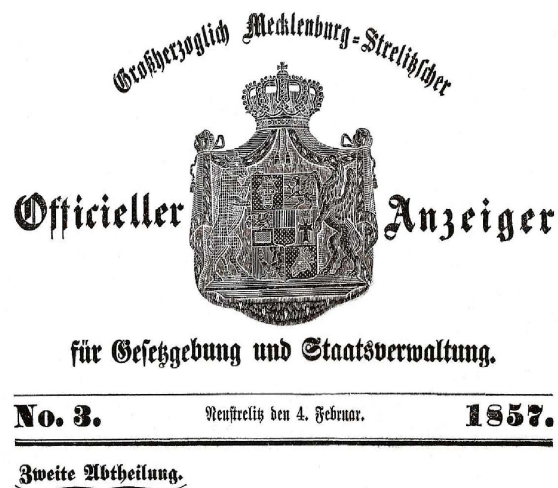 Großherzoglich Mecklenburg-Strelitzscher
Officieller Anzeiger
für Gesetzgebung und Staatsverwaltung.
No. 3. Neustrelitz den 4. Februar. 1857.
Zweite Abtheilung.